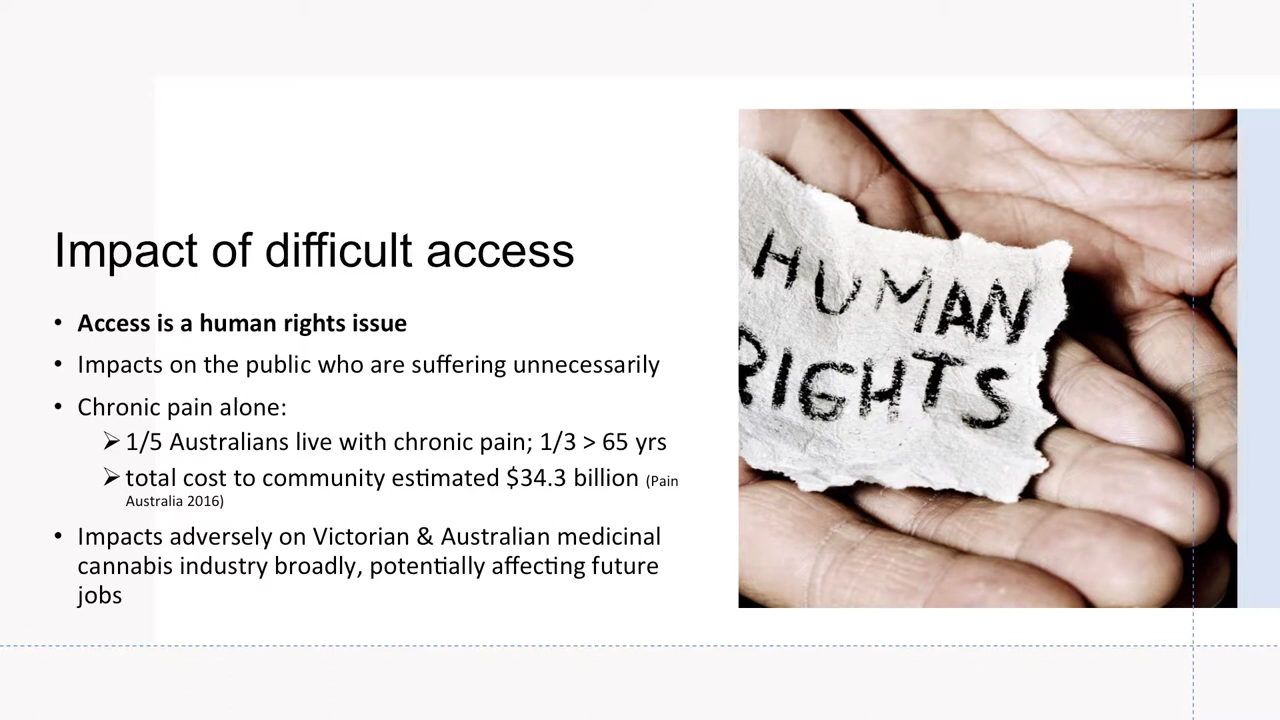 Impact of difficult access
• Access is a human rights issue
• Impacts on the public who are suffering unnecessarily
• Chronic pain alone:
➢ 1/5 Australians live with chronic pain; 1/3 > 65 yrs
➢ total cost to community estimated $34.3 billion (Pain
Australia 2016)
• Impacts adversely on Victorian & Australian medicinal
cannabis industry broadly, potentially affecting future
jobs
HUMAN
RIGHTS